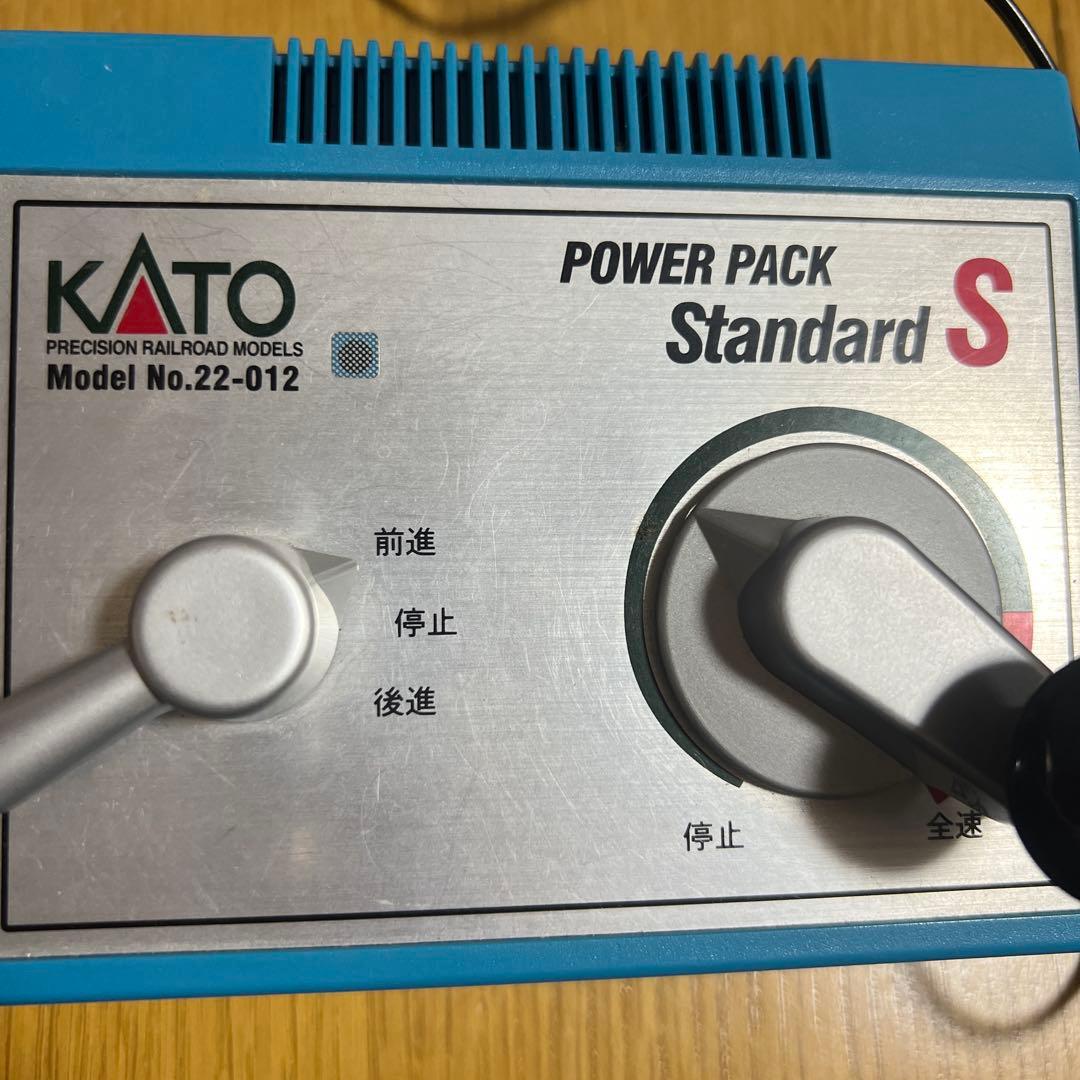 KATO
PRECISION RAILROAD MODELS
Model No.22-012
POWER PACK
Standard S
前進
停止
後進
停止
全速